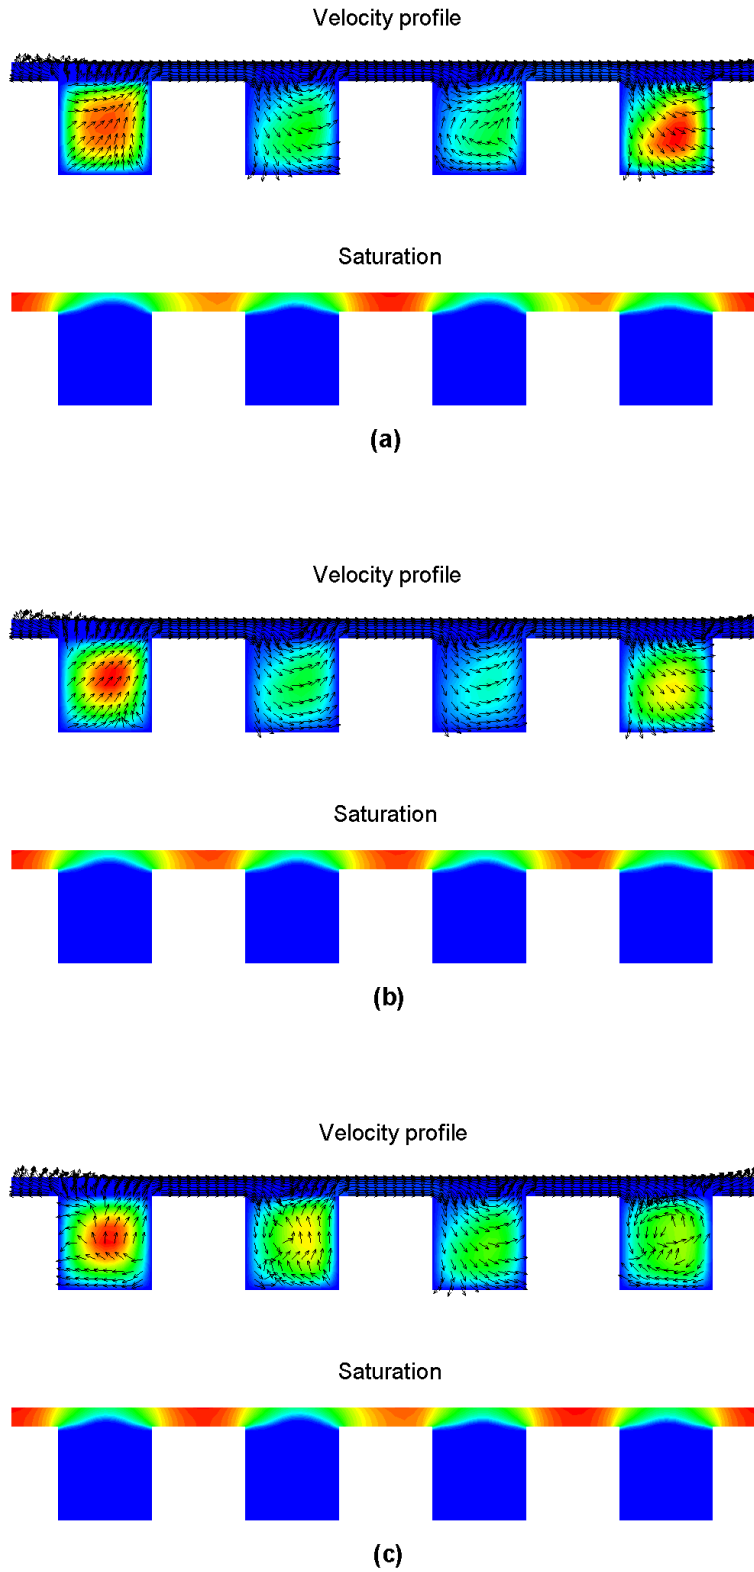 Velocity profile
Saturation
(a)
Velocity profile
Saturation
(b)
Velocity profile
Saturation
(c)